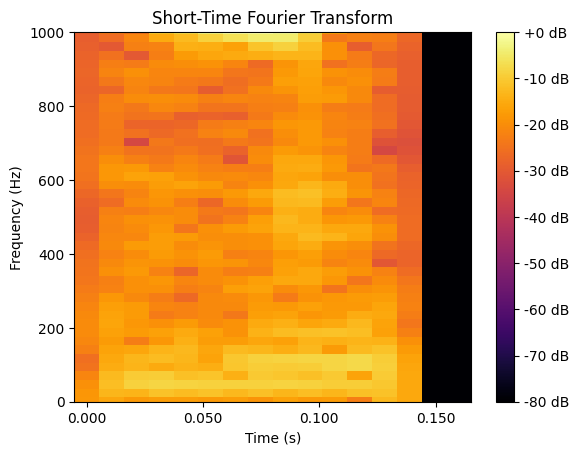 Short-Time Fourier Transform
1000
800
600
400
200
0
Frequency (Hz)
0.000
0.050
0.100
0.150
Time (s)
+0 dB
-10 dB
-20 dB
-30 dB
-40 dB
-50 dB
-60 dB
-70 dB
-80 dB